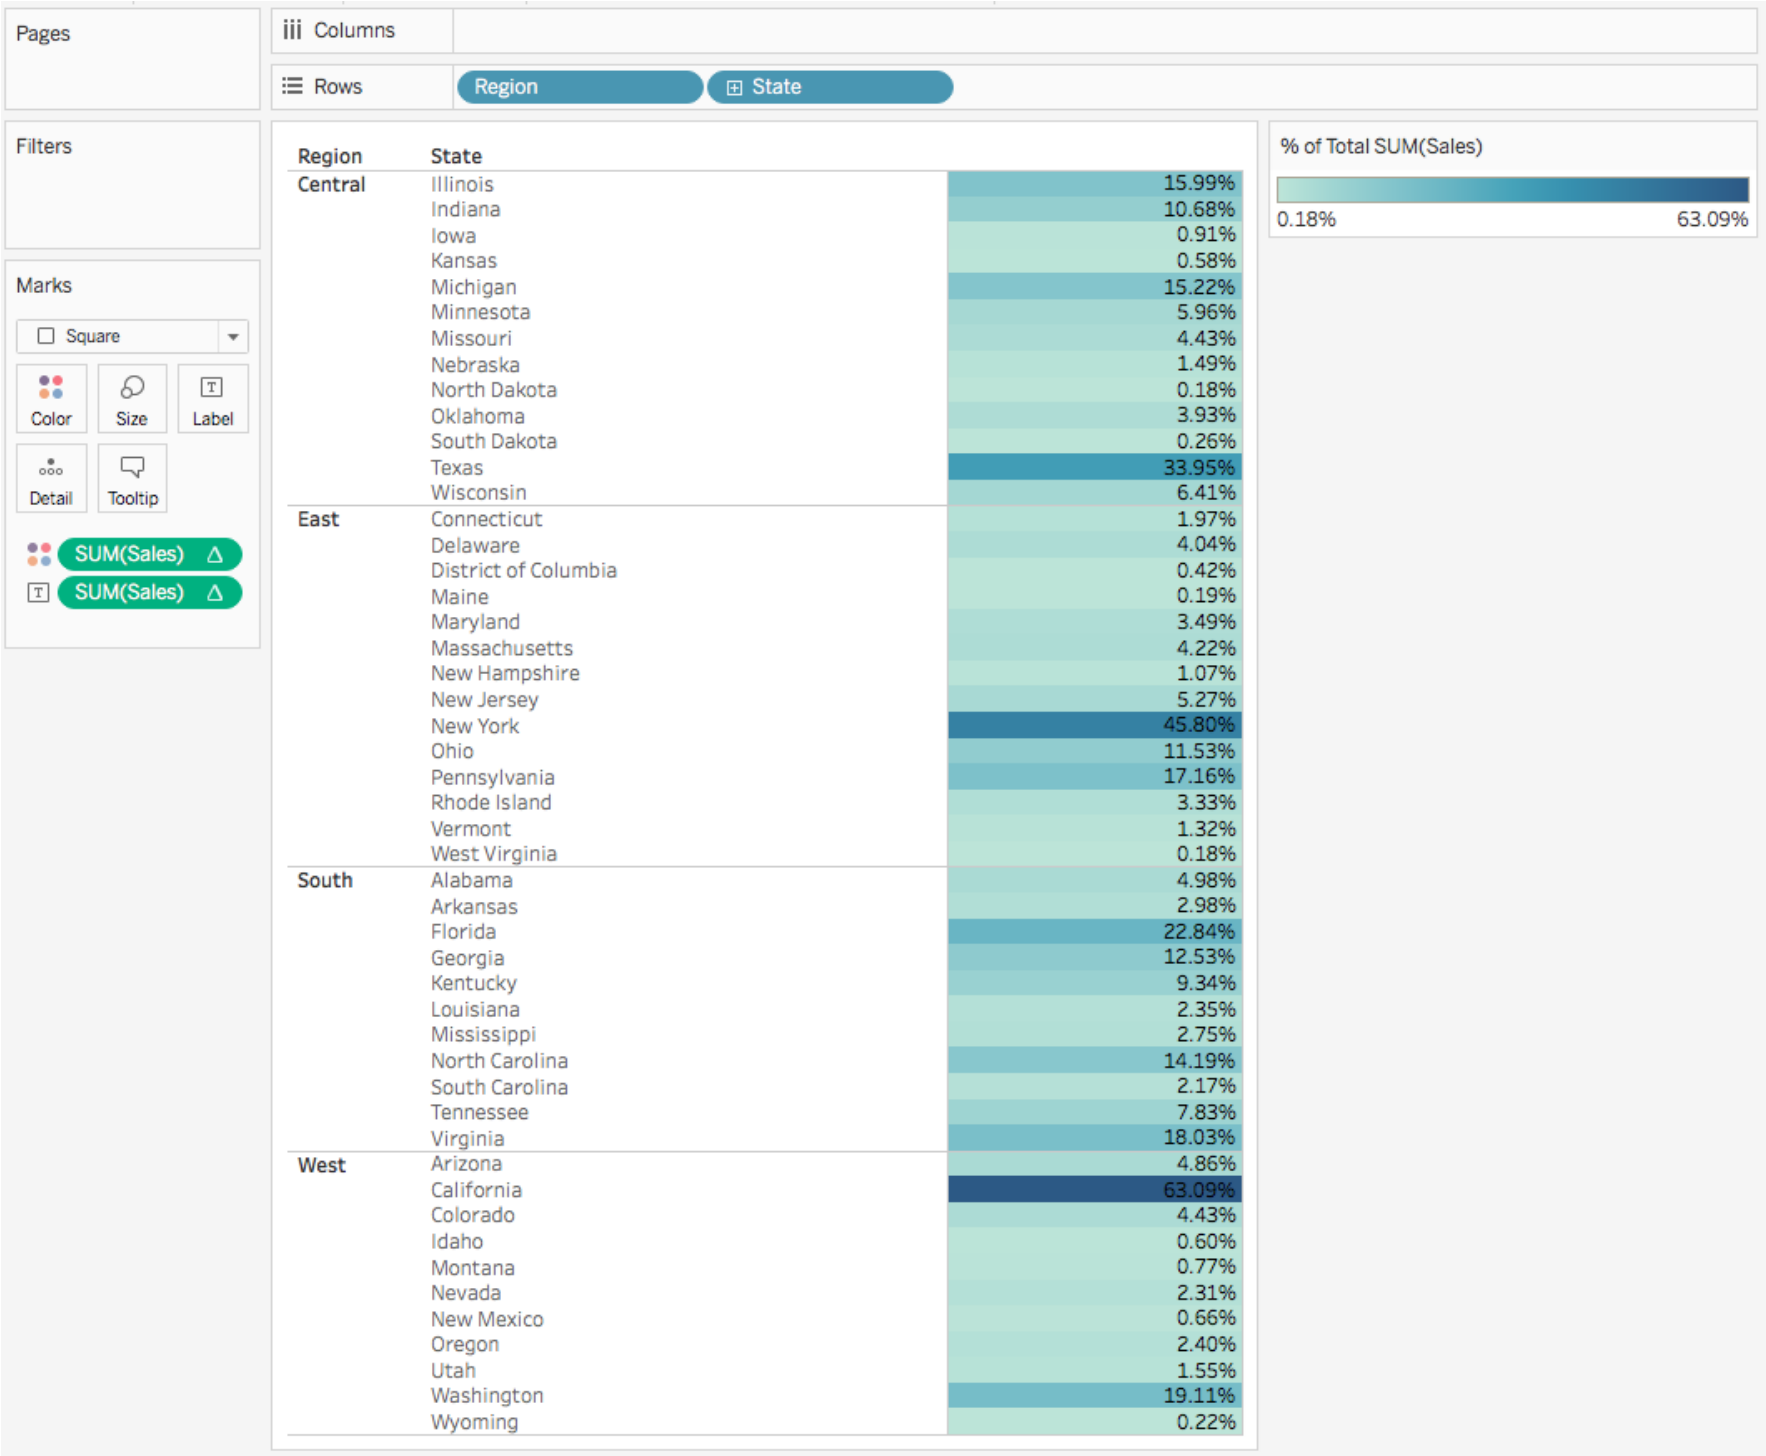 Pages
Columns
Rows Region State
Filters
Marks
Square
Color Size Label
Detail Tooltip
SUM(Sales) Δ
T SUM(Sales) Δ
Region State
Central Illinois 15.99%
Indiana 10.68%
Iowa 0.91%
Kansas 0.58%
Michigan 15.22%
Minnesota 5.96%
Missouri 4.43%
Nebraska 1.49%
North Dakota 0.18%
Oklahoma 3.93%
South Dakota 0.26%
Texas 33.95%
Wisconsin 6.41%
East Connecticut 1.97%
Delaware 4.04%
District of Columbia 0.42%
Maine 0.19%
Maryland 3.49%
Massachusetts 4.22%
New Hampshire 1.07%
New Jersey 5.27%
New York 45.80%
Ohio 11.53%
Pennsylvania 17.16%
Rhode Island 3.33%
Vermont 1.32%
West Virginia 0.18%
South Alabama 4.98%
Arkansas 2.98%
Florida 22.84%
Georgia 12.53%
Kentucky 9.34%
Louisiana 2.35%
Mississippi 2.75%
North Carolina 14.19%
South Carolina 2.17%
Tennessee 7.83%
Virginia 18.03%
West Arizona 4.86%
California 63.09%
Colorado 4.43%
Idaho 0.60%
Montana 0.77%
Nevada 2.31%
New Mexico 0.66%
Oregon 2.40%
Utah 1.55%
Washington 19.11%
Wyoming 0.22%
% of Total SUM(Sales)
0.18% 63.09%